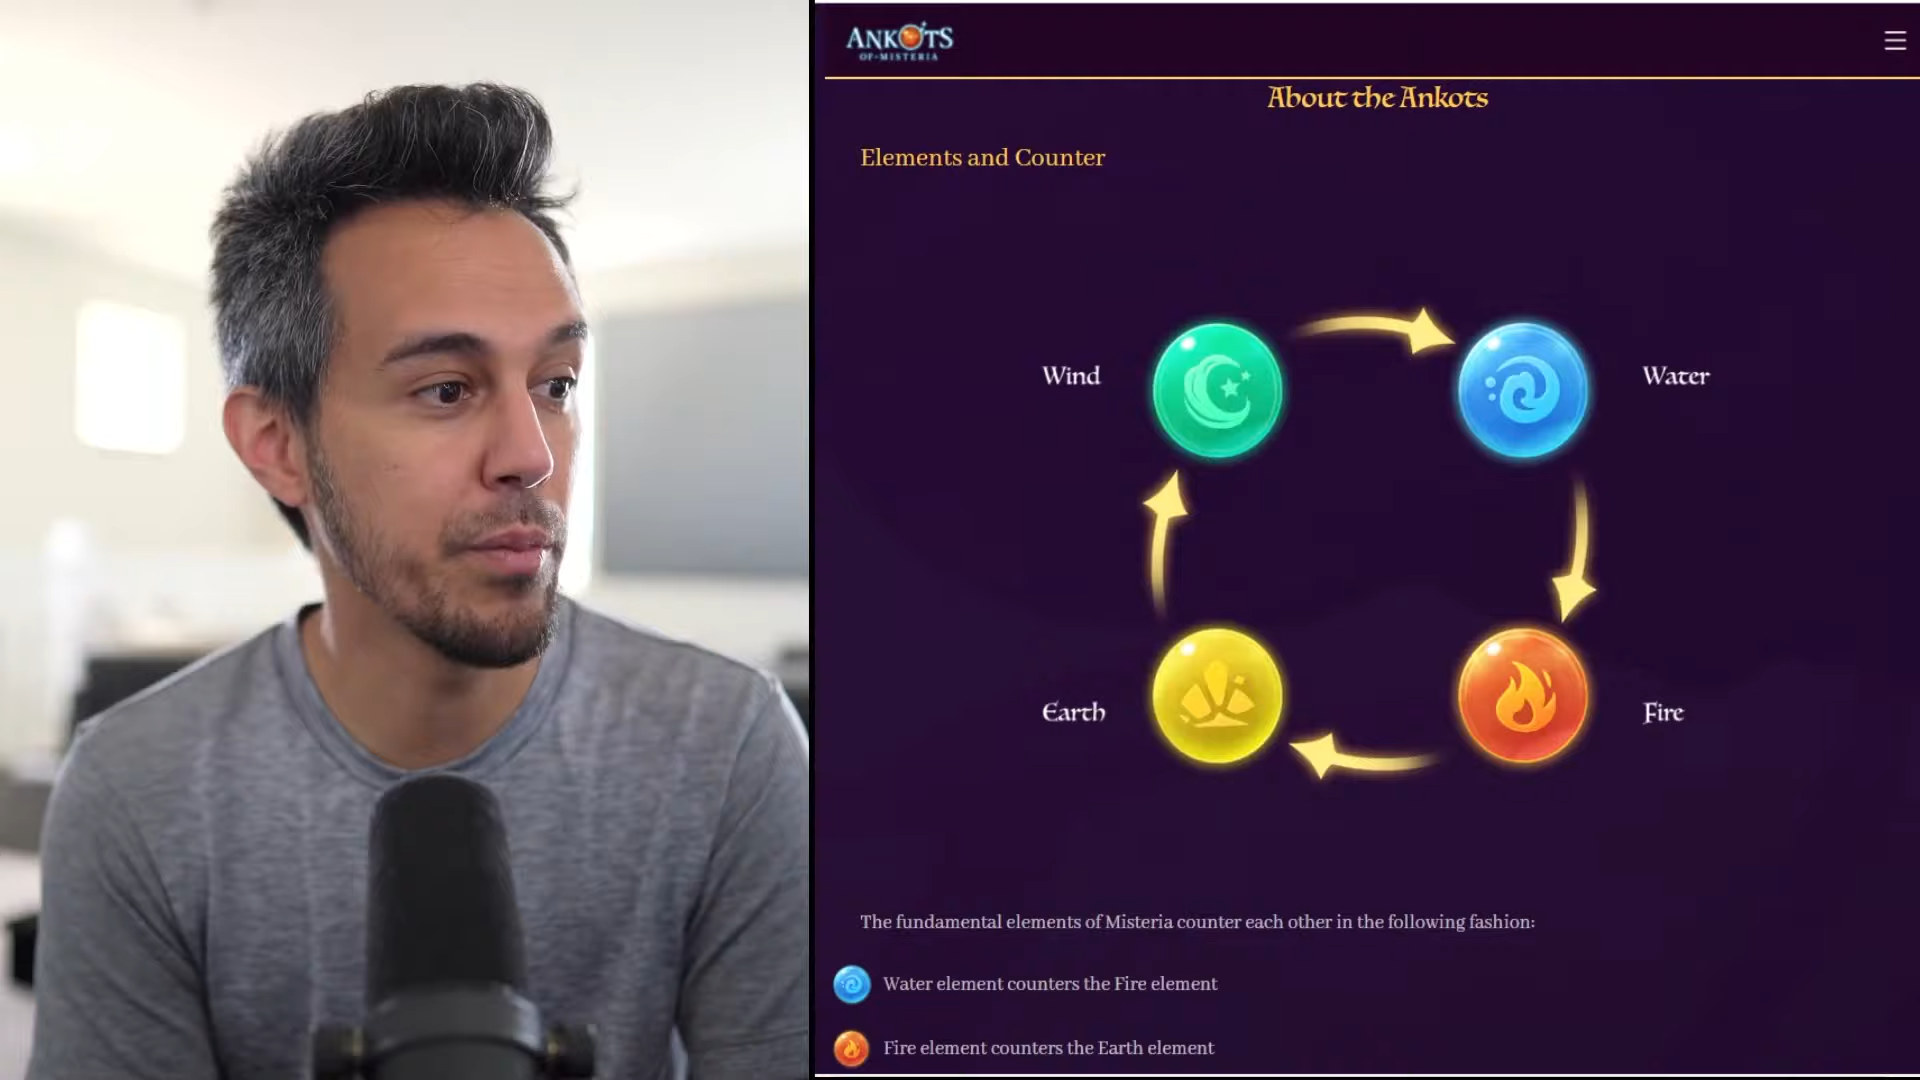 ANKOTS
OF-MISTERIA
About the Ankots
Elements and Counter
Wind
Water
Earth
Fire
The fundamental elements of Misteria counter each other in the following fashion:
Water element counters the Fire element
Fire element counters the Earth element